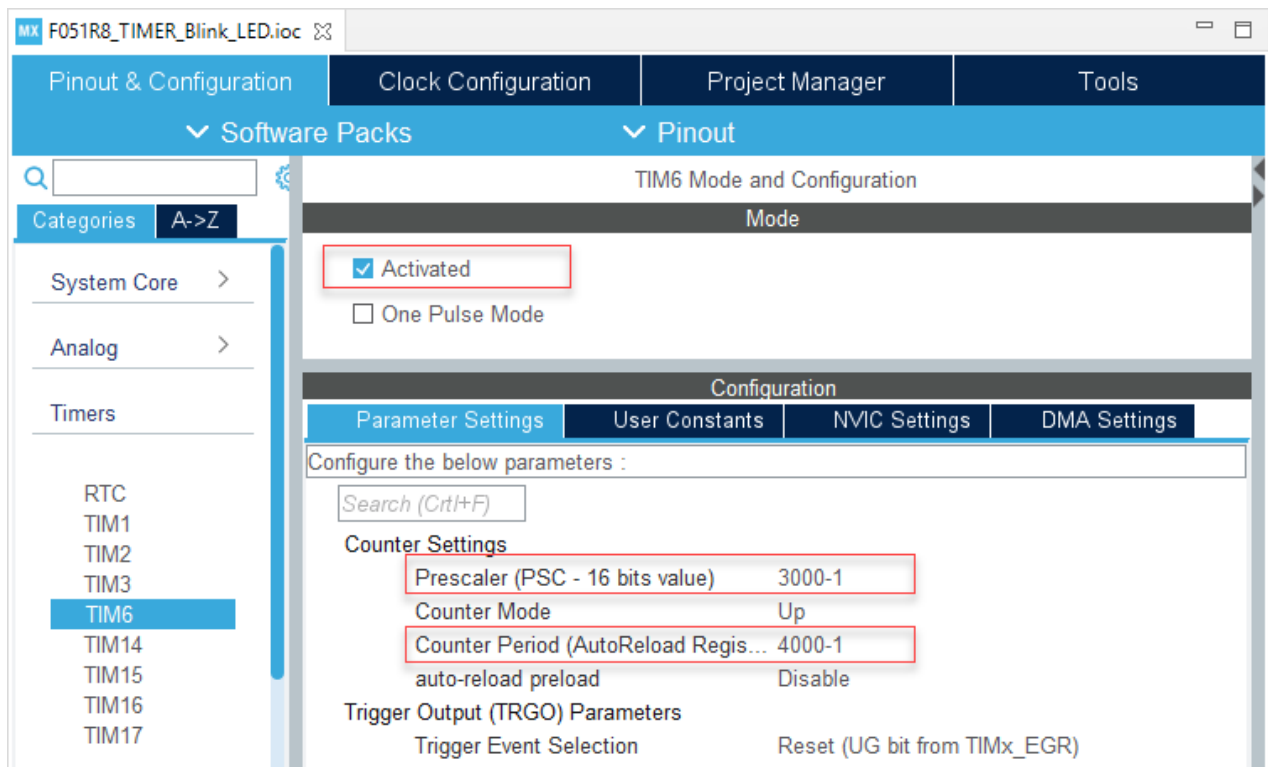 MX F051R8_TIMER_Blink_LED.ioc
Pinout & Configuration Clock Configuration Project Manager Tools
Software Packs Pinout
TIM6 Mode and Configuration
Categories A->Z
Mode
System Core
Activated
One Pulse Mode
Analog
Configuration
Timers
Parameter Settings User Constants NVIC Settings DMA Settings
Configure the below parameters :
RTC
Search (Crtl+F)
TIM1
Counter Settings
TIM2
Prescaler (PSC - 16 bits value) 3000-1
TIM3
Counter Mode Up
TIM6
Counter Period (AutoReload Regis... 4000-1
TIM14
auto-reload preload Disable
TIM15
Trigger Output (TRGO) Parameters
TIM16
Trigger Event Selection Reset (UG bit from TIMx_EGR)
TIM17